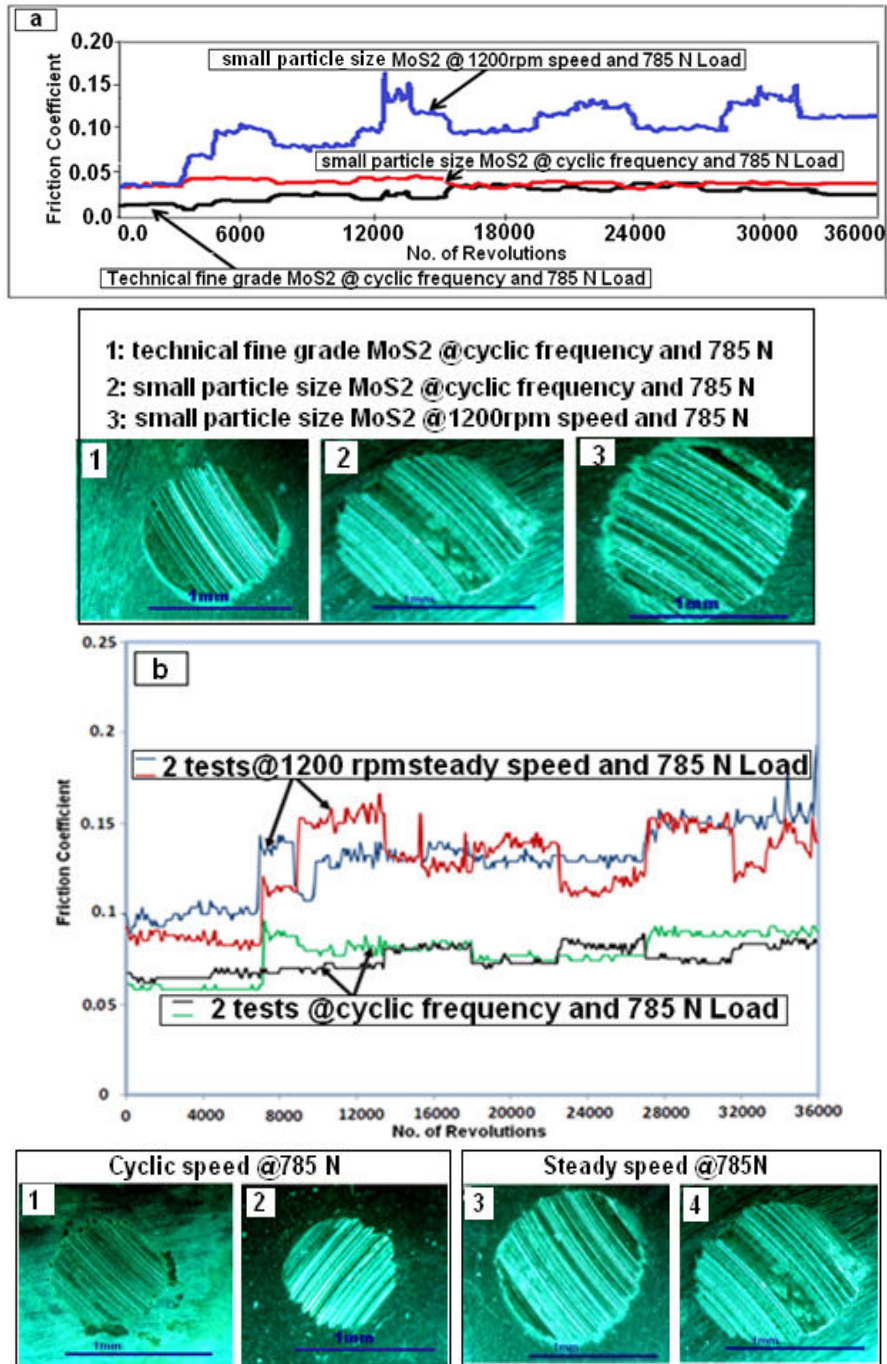 a
0.20
0.15
0.10
0.05
0.0
Friction Coefficient
small particle size MoS2 @ 1200rpm speed and 785 N Load
small particle size MoS2 @ cyclic frequency and 785 N Load
0.0 6000 12000 18000 24000 30000 36000
No. of Revolutions
Technical fine grade MoS2 @ cyclic frequency and 785 N Load
1: technical fine grade MoS2 @cyclic frequency and 785 N
2: small particle size MoS2 @cyclic frequency and 785 N
3: small particle size MoS2 @1200rpm speed and 785 N
1 2 3
1mm 1mm 1mm
b
0.25
0.2
0.15
0.1
0.05
0
Friction Coefficient
2 tests@1200 rpmsteady speed and 785 N Load
2 tests @cyclic frequency and 785 N Load
0 4000 8000 12000 16000 20000 24000 28000 32000 36000
No. of Revolutions
Cyclic speed @785 N
1 2
1mm 1mm
Steady speed @785N
3 4
1mm 1mm